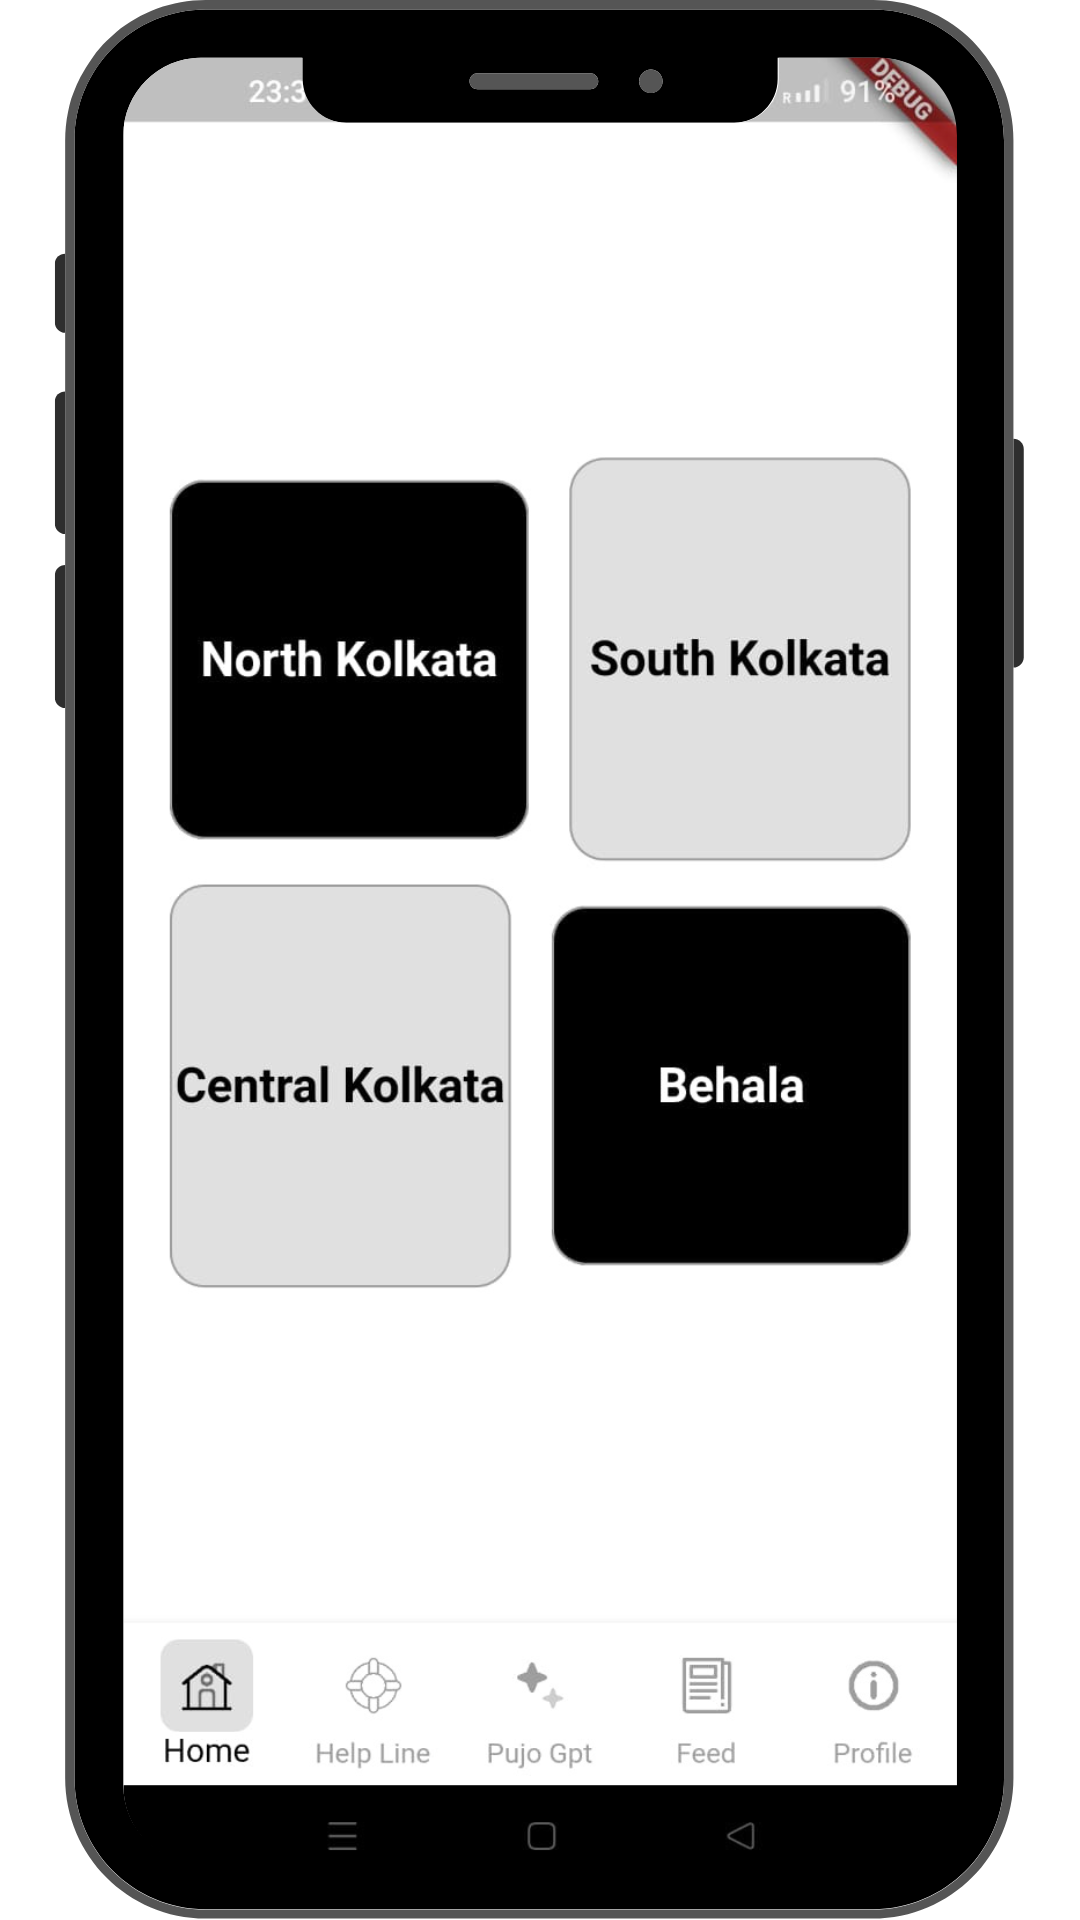 23:3
R
91%
DEBUG
North Kolkata
South Kolkata
Central Kolkata
Behala
Home
Help Line
Pujo Gpt
Feed
Profile